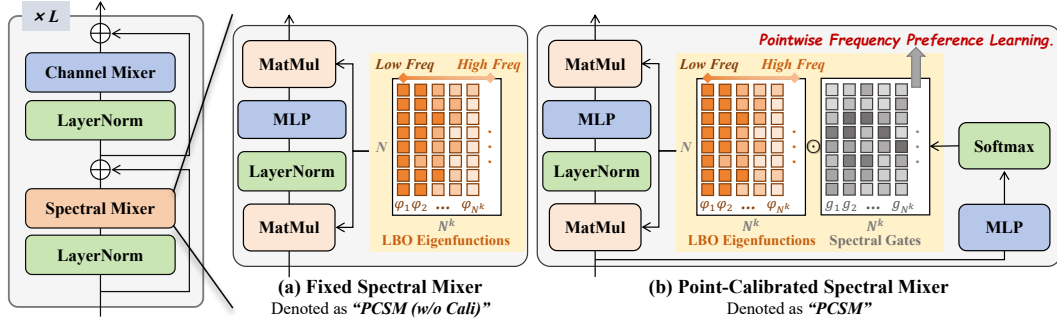 × L
Channel Mixer
LayerNorm
Spectral Mixer
LayerNorm
MatMul
MLP
LayerNorm
MatMul
Low Freq High Freq
N
φ1 φ2 ... φN^k
N^k
LBO Eigenfunctions
(a) Fixed Spectral Mixer
Denoted as "PCSM (w/o Cali)"
Pointwise Frequency Preference Learning.
MatMul
MLP
LayerNorm
MatMul
Low Freq High Freq
N
φ1 φ2 ... φN^k
N^k
LBO Eigenfunctions
g1 g2 ... gN^k
N^k
Spectral Gates
Softmax
MLP
(b) Point-Calibrated Spectral Mixer
Denoted as "PCSM"